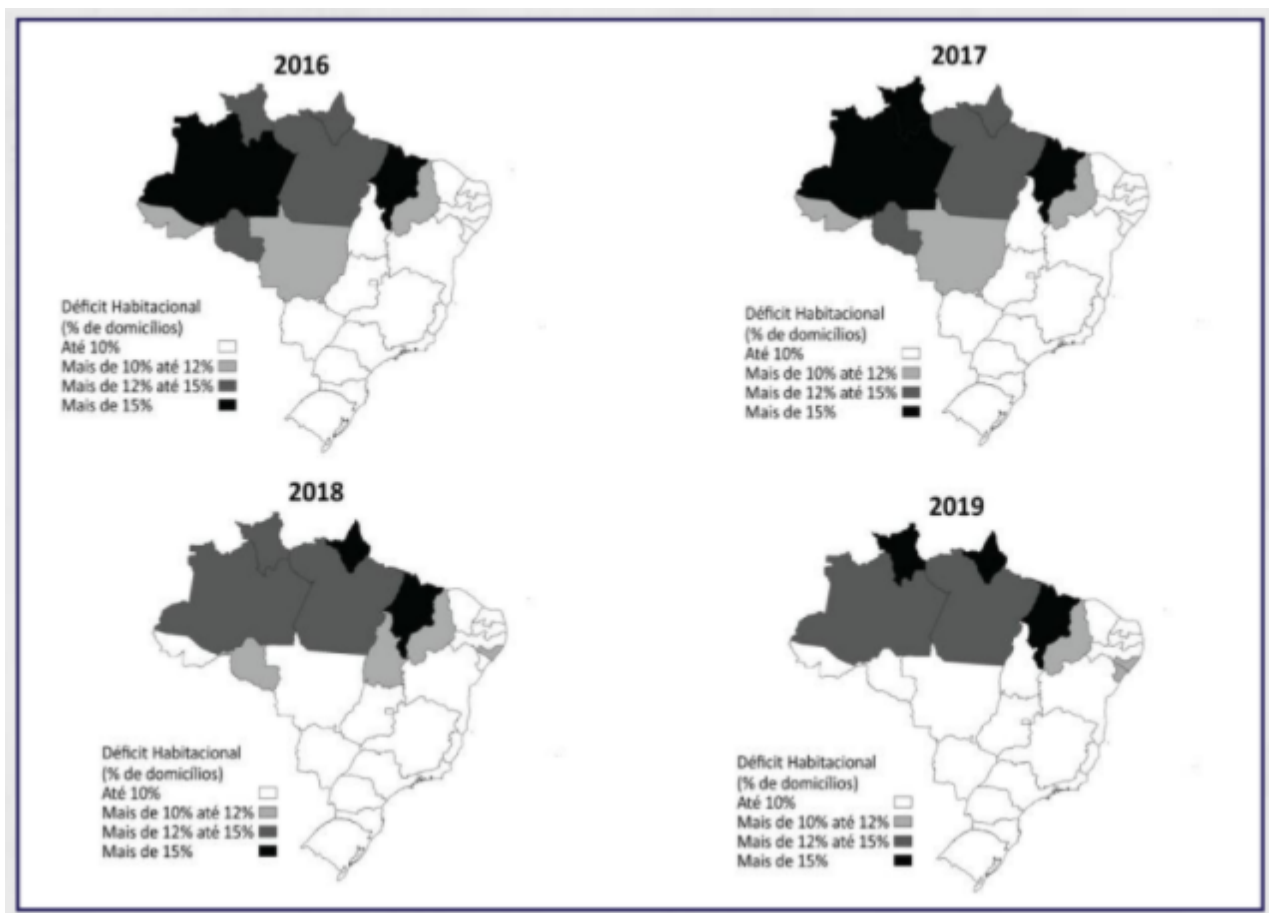 2016
Déficit Habitacional
(% de domicílios)
Até 10%
Mais de 10% até 12%
Mais de 12% até 15%
Mais de 15%
2017
Déficit Habitacional
(% de domicílios)
Até 10%
Mais de 10% até 12%
Mais de 12% até 15%
Mais de 15%
2018
Déficit Habitacional
(% de domicílios)
Até 10%
Mais de 10% até 12%
Mais de 12% até 15%
Mais de 15%
2019
Déficit Habitacional
(% de domicílios)
Até 10%
Mais de 10% até 12%
Mais de 12% até 15%
Mais de 15%